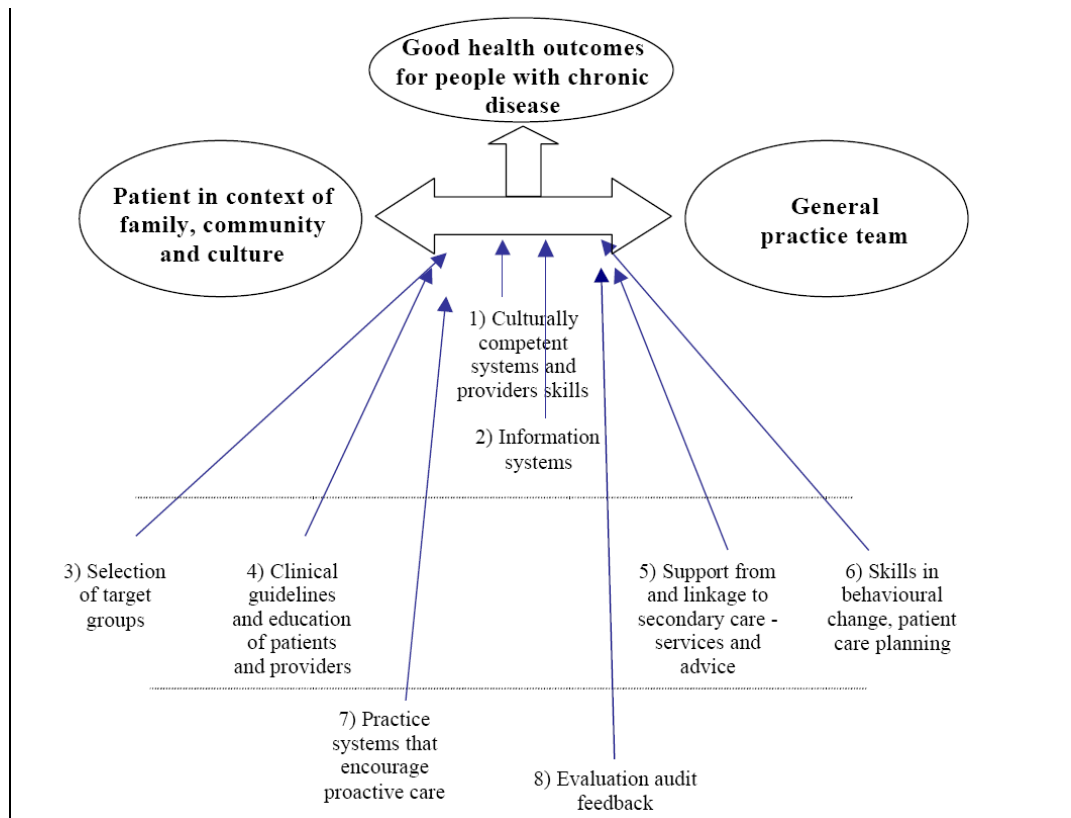 Good health outcomes
for people with chronic
disease
Patient in context of
family, community
and culture
General
practice team
1) Culturally
competent
systems and
providers skills
2) Information
systems
3) Selection
of target
groups
4) Clinical
guidelines
and education
of patients
and providers
5) Support from
and linkage to
secondary care -
services and
advice
6) Skills in
behavioural
change, patient
care planning
7) Practice
systems that
encourage
proactive care
8) Evaluation audit
feedback